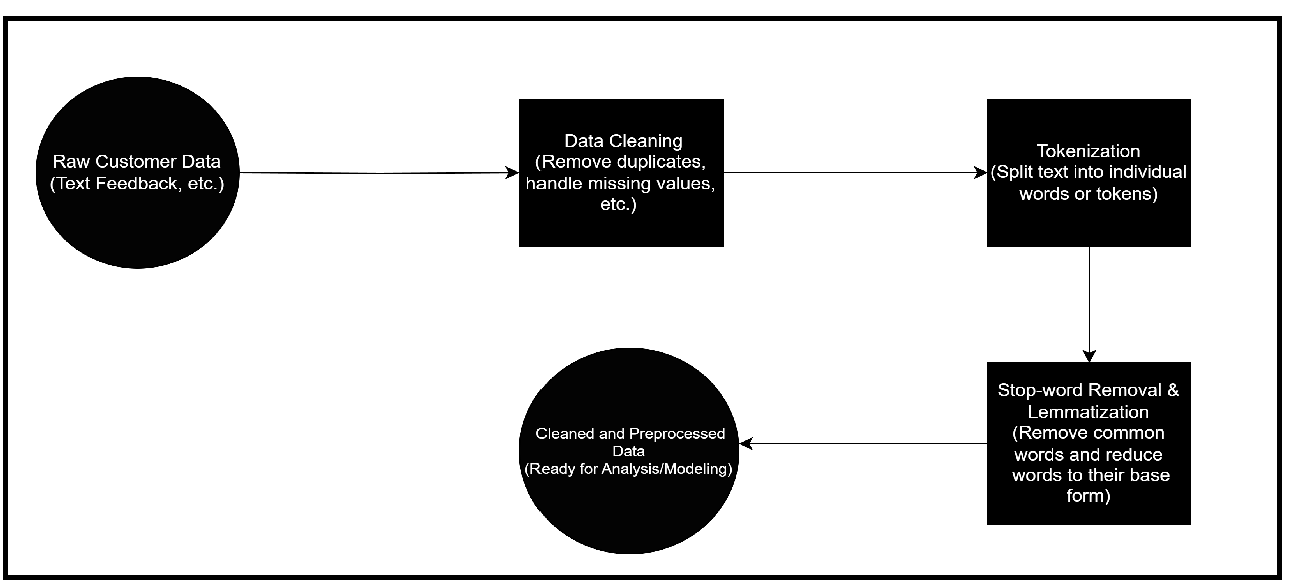 Raw Customer Data
(Text Feedback, etc.)
Data Cleaning
(Remove duplicates,
handle missing values,
etc.)
Tokenization
(Split text into individual
words or tokens)
Stop-word Removal &
Lemmatization
(Remove common
words and reduce
words to their base
form)
Cleaned and Preprocessed
Data
(Ready for Analysis/Modeling)